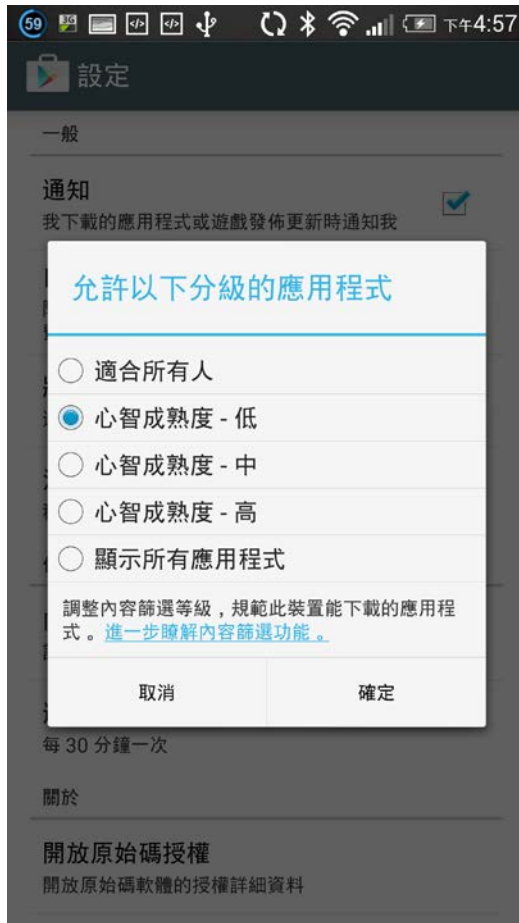 59
3G
下午4:57
設定
一般
通知
我下載的應用程式或遊戲發佈更新時通知我
允許以下分級的應用程式
適合所有人
心智成熟度 - 低
心智成熟度 - 中
心智成熟度 - 高
顯示所有應用程式
調整內容篩選等級，規範此裝置能下載的應用程
式。進一步瞭解內容篩選功能。
取消
確定
每 30 分鐘一次
關於
開放原始碼授權
開放原始碼軟體的授權詳細資料